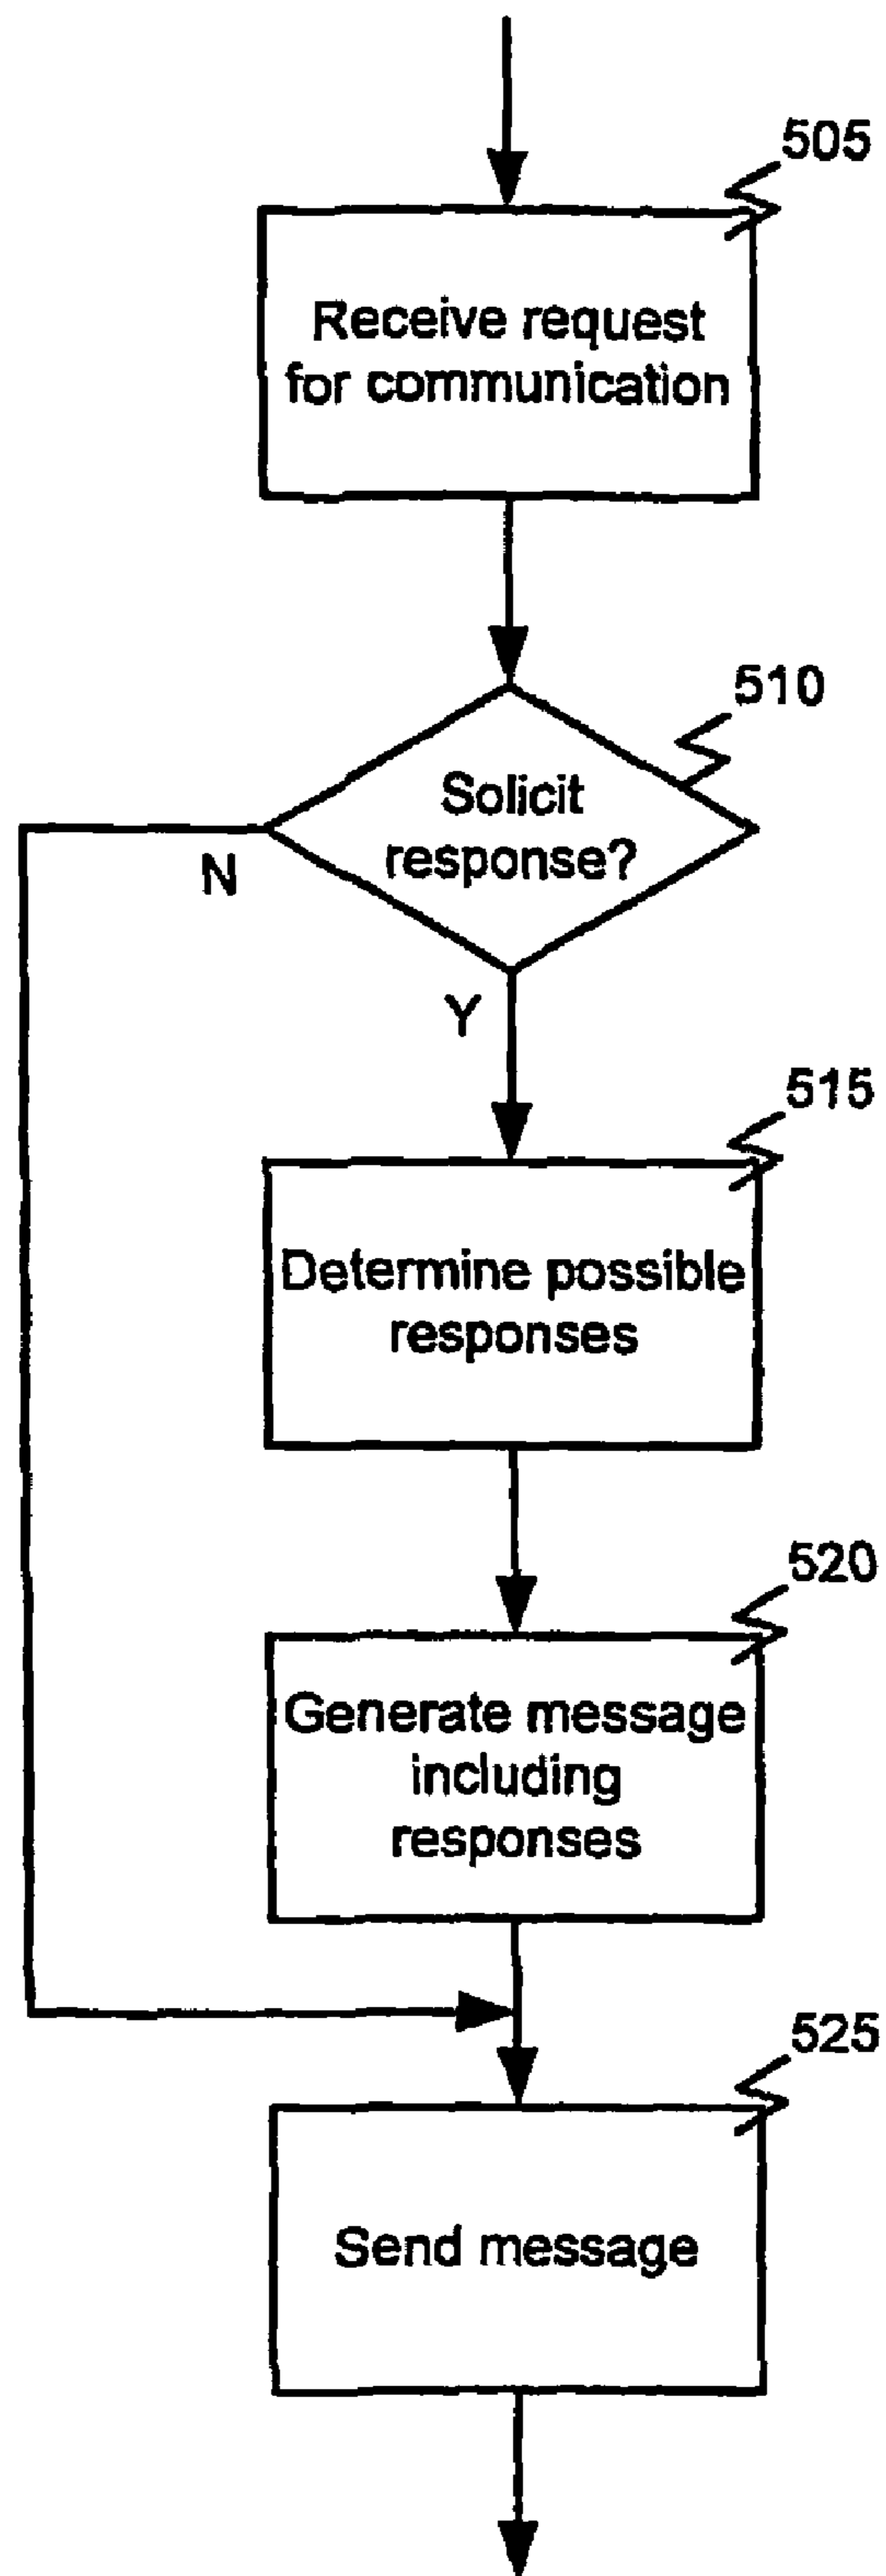 505
Receive request
for communication
510
Solicit
response?
N
Y
515
Determine possible
responses
520
Generate message
including
responses
525
Send message